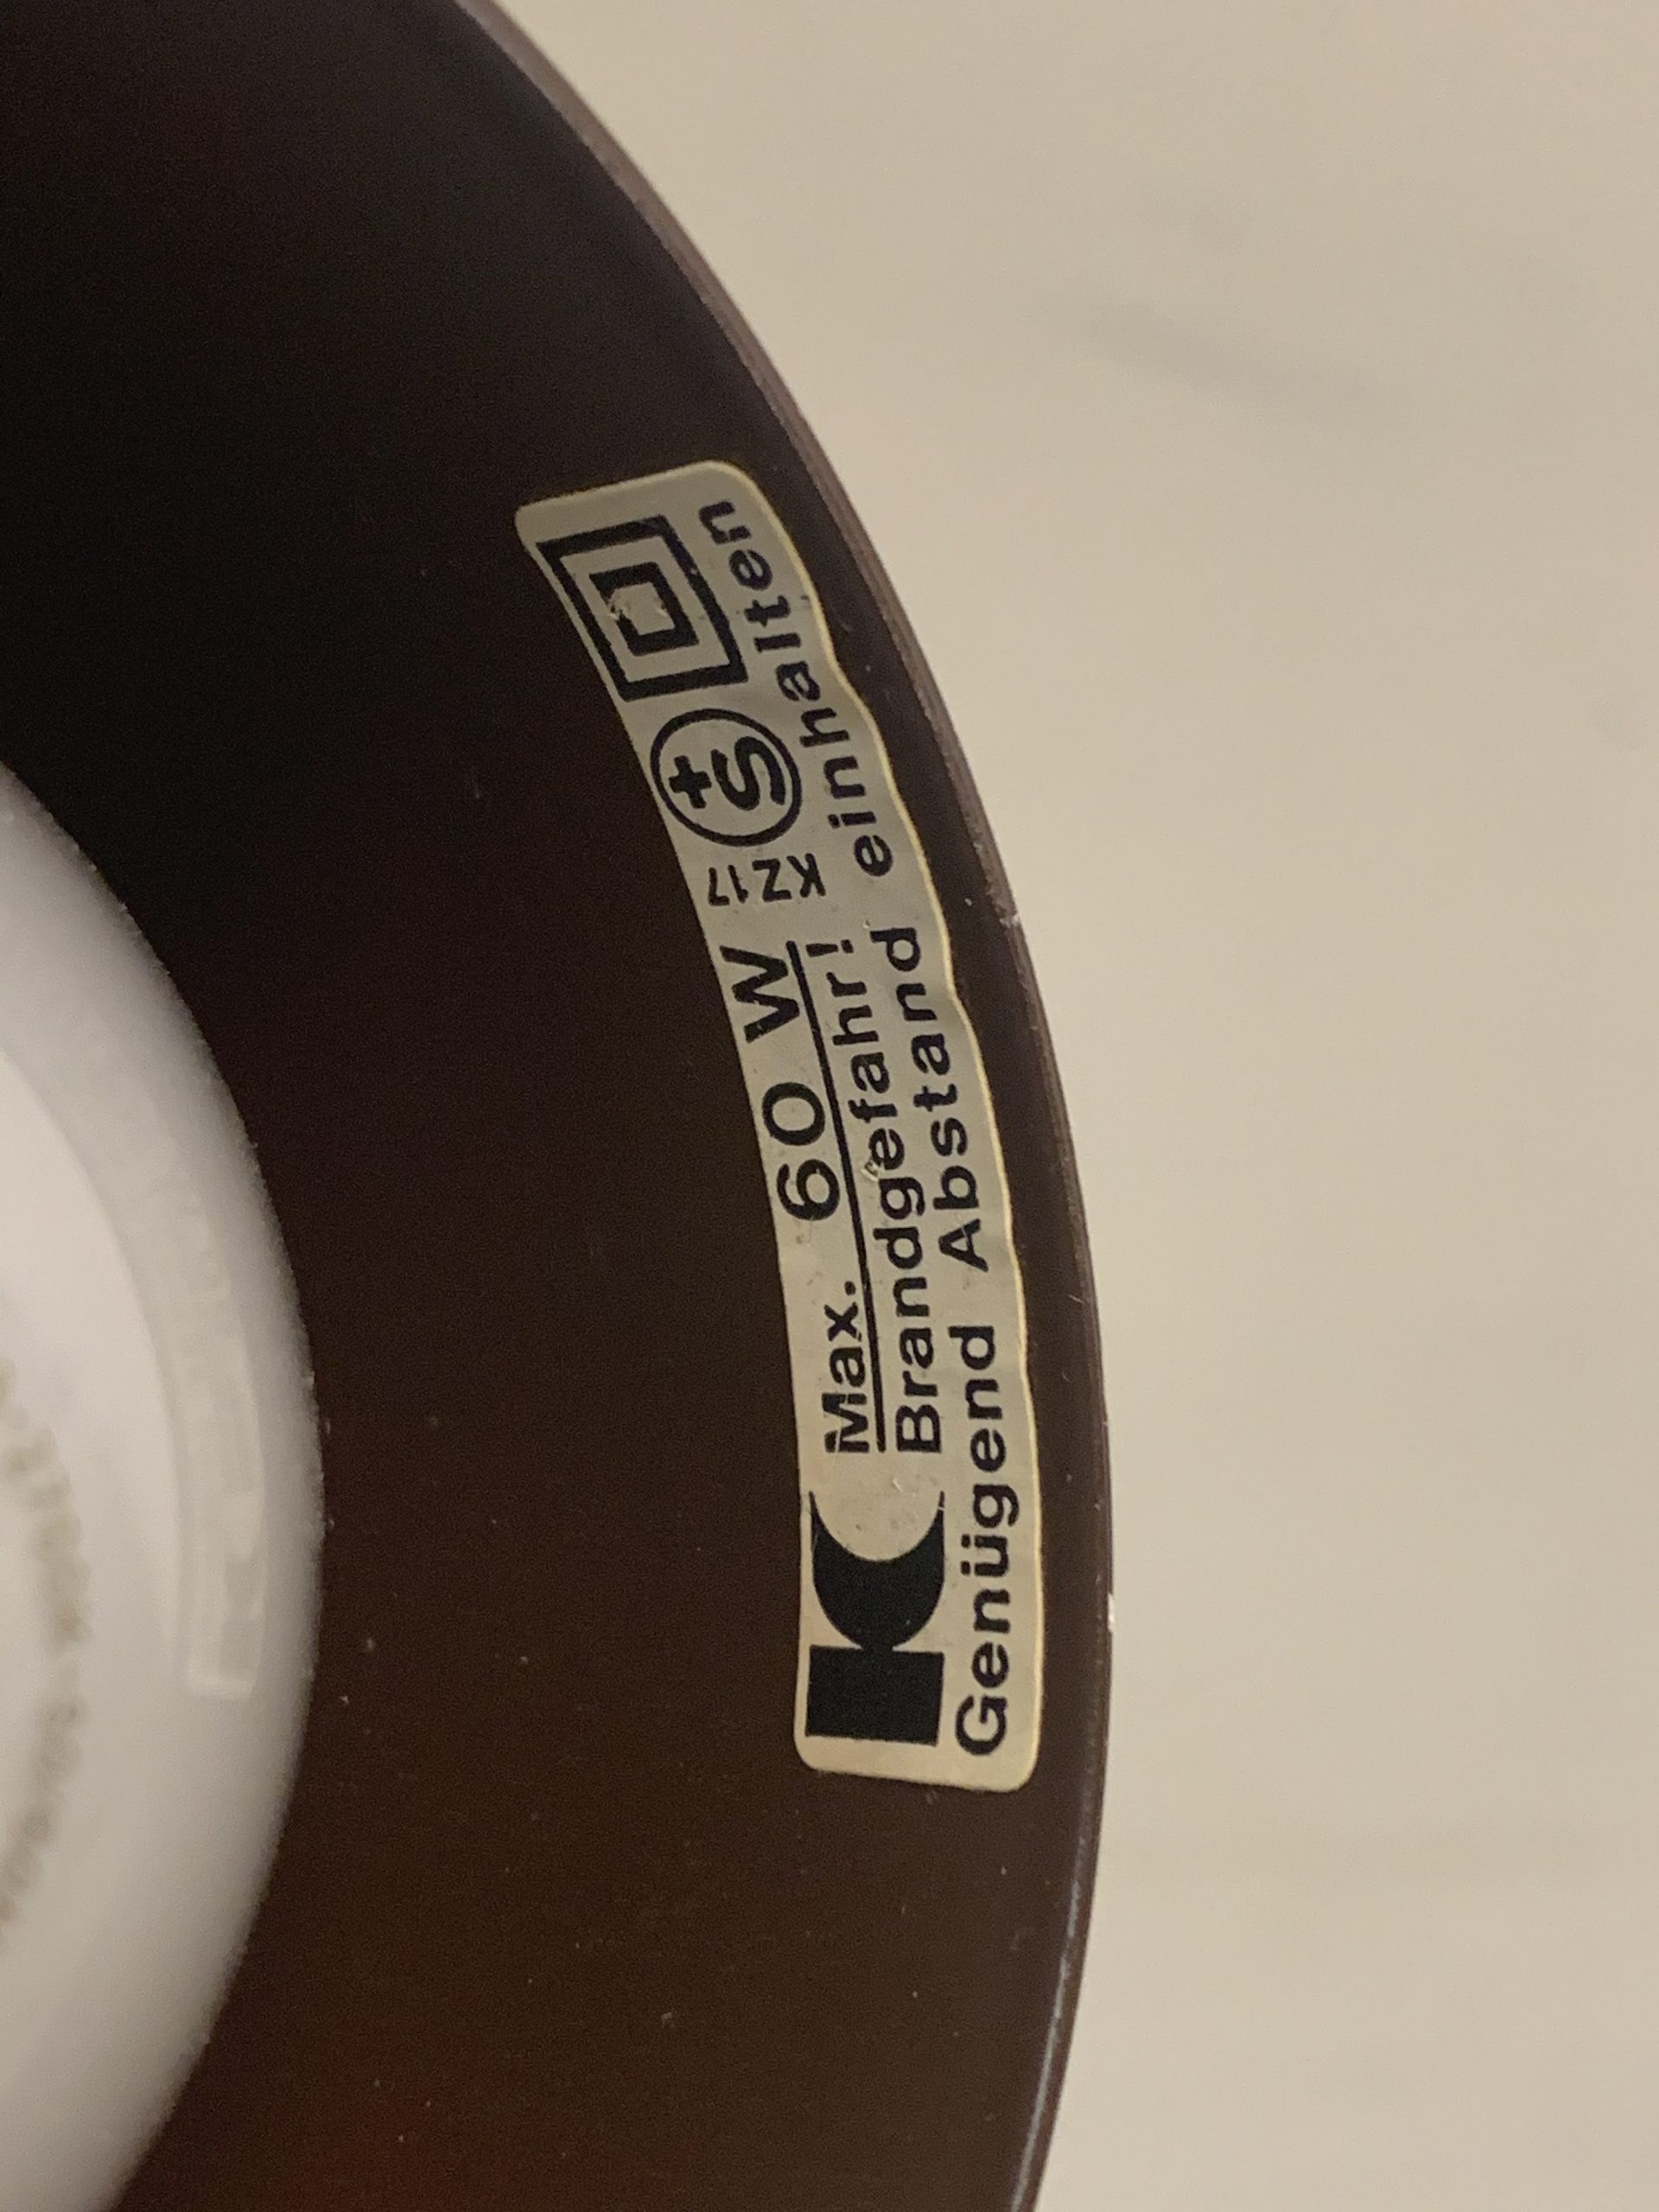 Max. 60 W
KZ17
+S
Brandgefahr!
Genügend Abstand einhalten